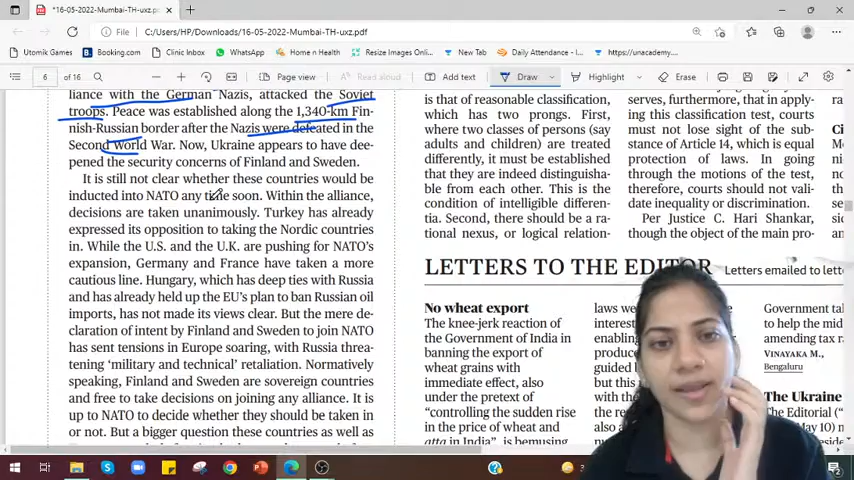 *16-05-2022-Mumbai-TH-uxz.pdf
File
C:/Users/HP/Downloads/16-05-2022-Mumbai-TH-uxz.pdf
Utomik Games
Booking.com
Clinic Inbox
WhatsApp
Home n Health
Resize Images Onl...
New Tab
Daily Attendance - I...
https://unacademy....
6 of 16
Page view
Read aloud
Add text
Draw
Highlight
Erase
liance with the German Nazis, attacked the Soviet
troops. Peace was established along the 1,340-km Fin-
nish-Russian border after the Nazis were defeated in the
Second World War. Now, Ukraine appears to have dee-
pened the security concerns of Finland and Sweden.
It is still not clear whether these countries would be
inducted into NATO any time soon. Within the alliance,
decisions are taken unanimously. Turkey has already
expressed its opposition to taking the Nordic countries
in. While the U.S. and the U.K. are pushing for NATO's
expansion, Germany and France have taken a more
cautious line. Hungary, which has deep ties with Russia
and has already held up the EU's plan to ban Russian oil
imports, has not made its views clear. But the mere de-
claration of intent by Finland and Sweden to join NATO
has sent tensions in Europe soaring, with Russia threa-
tening 'military and technical' retaliation. Normatively
speaking, Finland and Sweden are sovereign countries
and free to take decisions on joining any alliance. It is
up to NATO to decide whether they should be taken in
or not. But a bigger question these countries as well as
is that of reasonable classification,
which has two prongs. First,
where two classes of persons (say
adults and children) are treated
differently, it must be established
that they are indeed distinguisha-
ble from each other. This is the
condition of intelligible differen-
tia. Second, there should be a ra-
tional nexus, or logical relation-
serves, furthermore, that in apply-
ing this classification test, courts
must not lose sight of the sub-
stance of Article 14, which is equal
protection of laws. In going
through the motions of the test,
therefore, courts should not vali-
date inequality or discrimination.
Per Justice C. Hari Shankar,
though the object of the main pro-
LETTERS TO THE EDITOR
Letters emailed to lette
No wheat export
The knee-jerk reaction of
the Government of India in
banning the export of
wheat grains with
immediate effect, also
under the pretext of
"controlling the sudden rise
in the price of wheat and
atta in India", is bemusing
laws we
interest
enabling
produce
guided
but this
with the
the re
also a
Government
to help the mid
amending tax ra
VINAYAKA M.,
Bengaluru
The Ukraine
The Editorial ("
May 10)